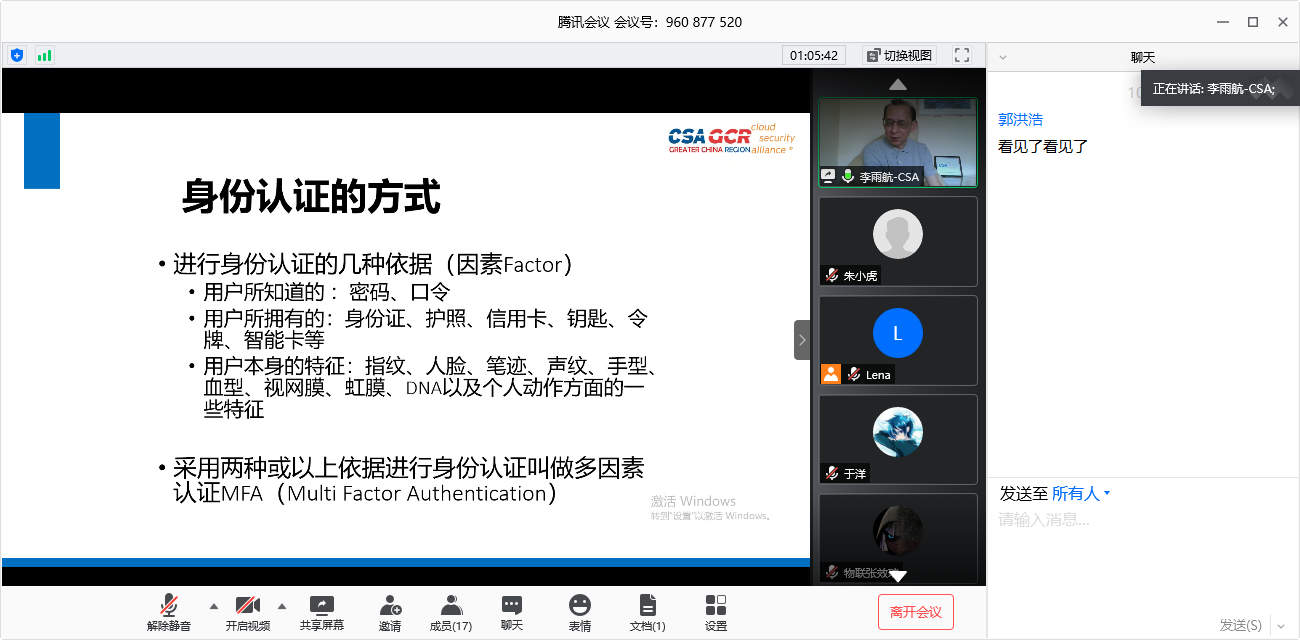 腾讯会议 会议号：960 877 520
01:05:42
切换视图
聊天
正在讲话: 李雨航-CSA;
郭洪浩
看见了看见了
CSA GCR cloud security alliance ®
GREATER CHINA REGION
身份认证的方式
• 进行身份认证的几种依据（因素Factor）
• 用户所知道的 ：密码、口令
• 用户所拥有的：身份证、护照、信用卡、钥匙、令
牌、智能卡等
• 用户本身的特征：指纹、人脸、笔迹、声纹、手型、
血型、视网膜、虹膜、DNA以及个人动作方面的一
些特征
• 采用两种或以上依据进行身份认证叫做多因素
认证MFA（Multi Factor Authentication）
激活 Windows
转到"设置"以激活 Windows。
李雨航-CSA
朱小虎
L
Lena
于洋
物联张效
发送至 所有人
请输入消息...
解除静音
开启视频
共享屏幕
邀请
成员(17)
聊天
表情
文档(1)
设置
离开会议
发送(S)